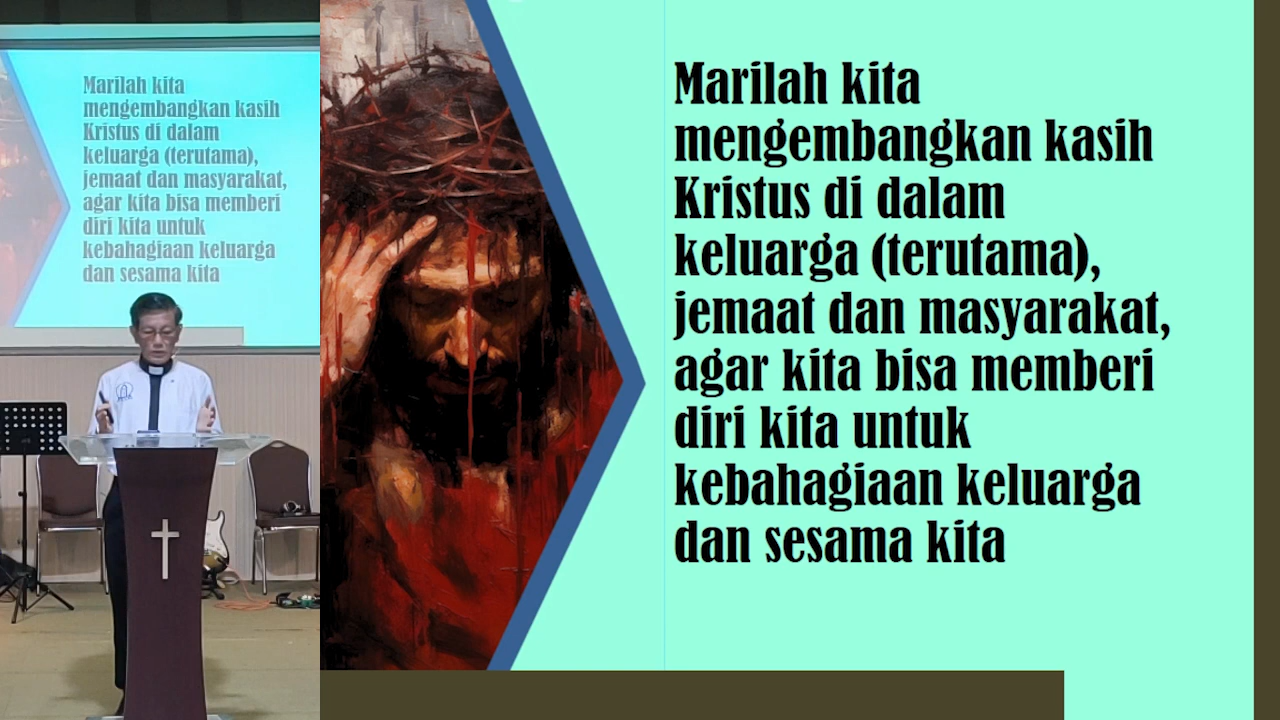 Marilah kita
mengembangkan kasih
Kristus di dalam
keluarga (terutama),
jemaat dan masyarakat,
agar kita bisa memberi
diri kita untuk
kebahagiaan keluarga
dan sesama kita
Marilah kita
mengembangkan kasih
Kristus di dalam
keluarga (terutama),
jemaat dan masyarakat,
agar kita bisa memberi
diri kita untuk
kebahagiaan keluarga
dan sesama kita